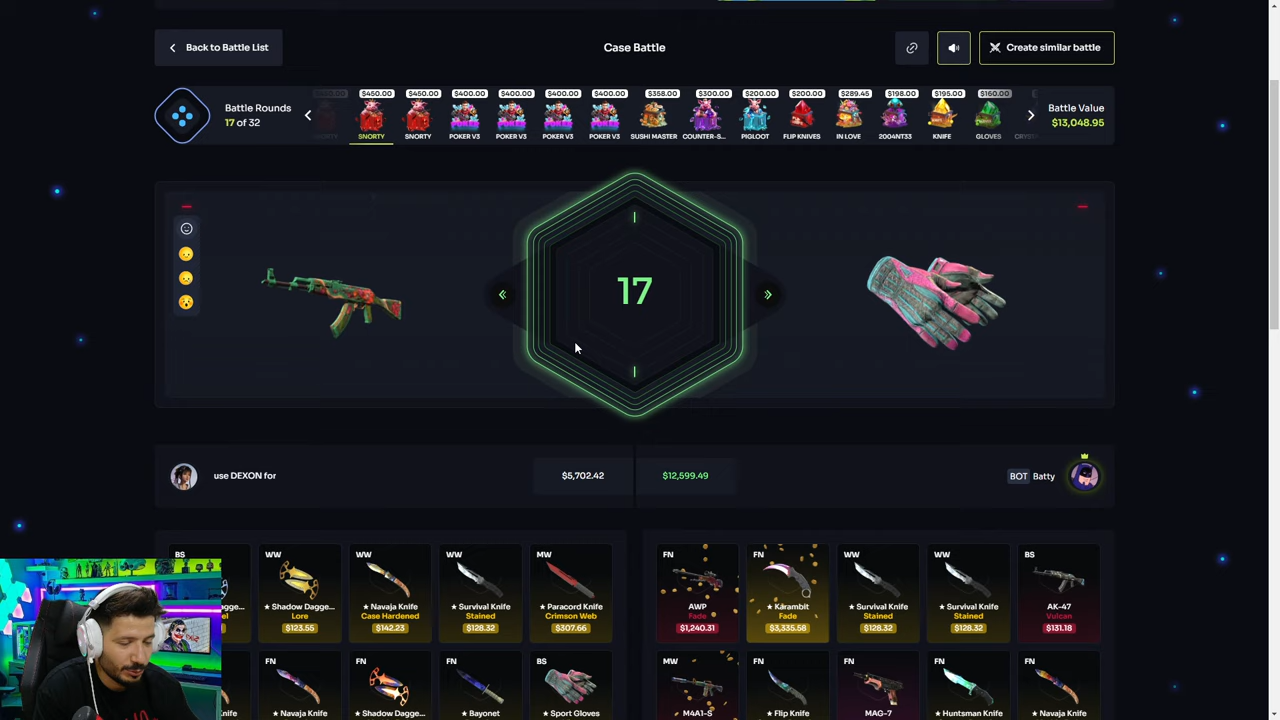 Back to Battle List
Case Battle
Create similar battle
Battle Rounds
17 of 32
$450.00 $450.00 $400.00 $400.00 $400.00 $400.00 $358.00 $300.00 $200.00 $200.00 $289.45 $198.00 $195.00 $160.00
SNORTY SNORTY POKER V3 POKER V3 POKER V3 POKER V3 SUSHI MASTER COUNTER-S... PIGLOOT FLIP KNIVES IN LOVE 2004NT33 KNIFE GLOVES
Battle Value
$13,048.95
17
use DEXON for
$5,702.42
$12,599.49
BOT Batty
BS WW WW WW MW FN FN WW WW BS
★ Shadow Dagge... ★ Navaja Knife ★ Survival Knife ★ Paracord Knife AWP ★ Karambit ★ Survival Knife ★ Survival Knife AK-47
Lore Case Hardened Stained Crimson Web Fade Fade Stained Stained Vulcan
$123.55 $142.23 $128.32 $307.66 $1,240.31 $3,335.58 $128.32 $128.32 $131.18
FN FN FN BS MW FN FN FN FN
★ Navaja Knife ★ Shadow Dagge... ★ Bayonet ★ Sport Gloves M4A1-S ★ Flip Knife MAG-7 ★ Huntsman Knife ★ Navaja Knife